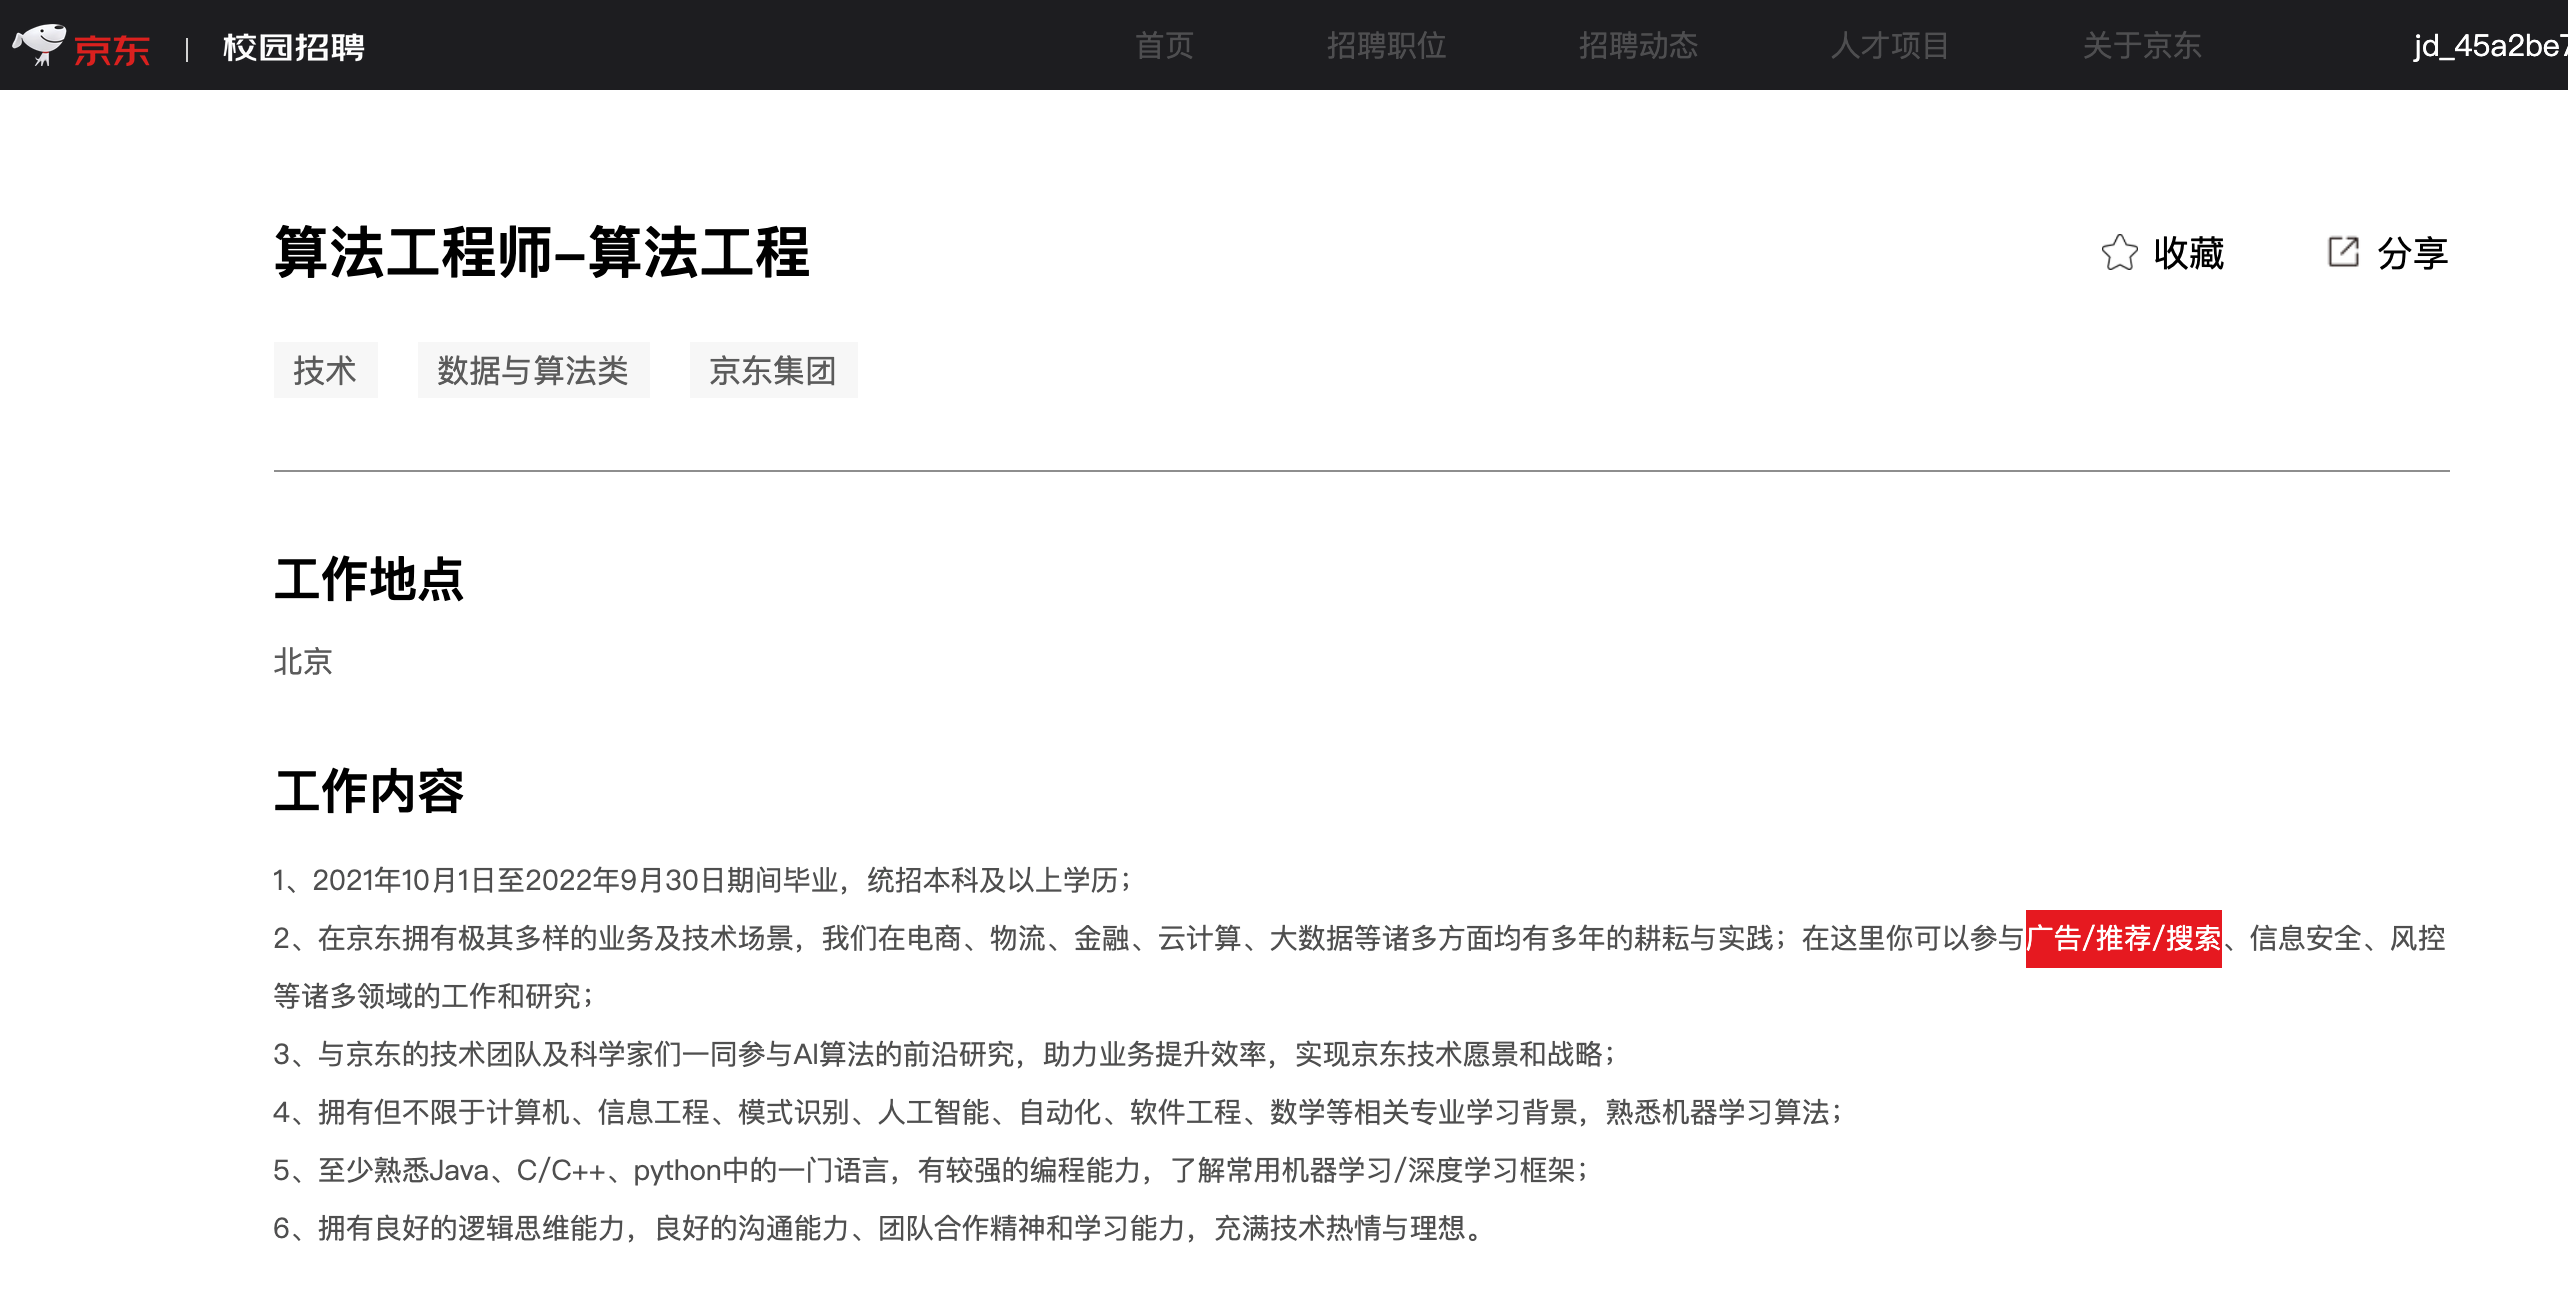 京东 | 校园招聘 首页 招聘职位 招聘动态 人才项目 关于京东 jd_45a2be7
算法工程师-算法工程 收藏 分享
技术 数据与算法类 京东集团
工作地点
北京
工作内容
1、2021年10月1日至2022年9月30日期间毕业，统招本科及以上学历；
2、在京东拥有极其多样的业务及技术场景，我们在电商、物流、金融、云计算、大数据等诸多方面均有多年的耕耘与实践；在这里你可以参与广告/推荐/搜索、信息安全、风控
等诸多领域的工作和研究；
3、与京东的技术团队及科学家们一同参与AI算法的前沿研究，助力业务提升效率，实现京东技术愿景和战略；
4、拥有但不限于计算机、信息工程、模式识别、人工智能、自动化、软件工程、数学等相关专业学习背景，熟悉机器学习算法；
5、至少熟悉Java、C/C++、python中的一门语言，有较强的编程能力，了解常用机器学习/深度学习框架；
6、拥有良好的逻辑思维能力，良好的沟通能力、团队合作精神和学习能力，充满技术热情与理想。